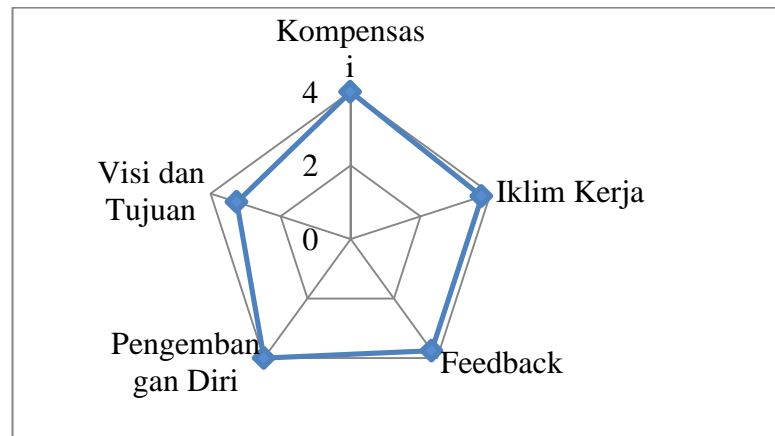 Kompensas
i
4
2
0
Iklim Kerja
Feedback
Pengemban
gan Diri
Visi dan
Tujuan